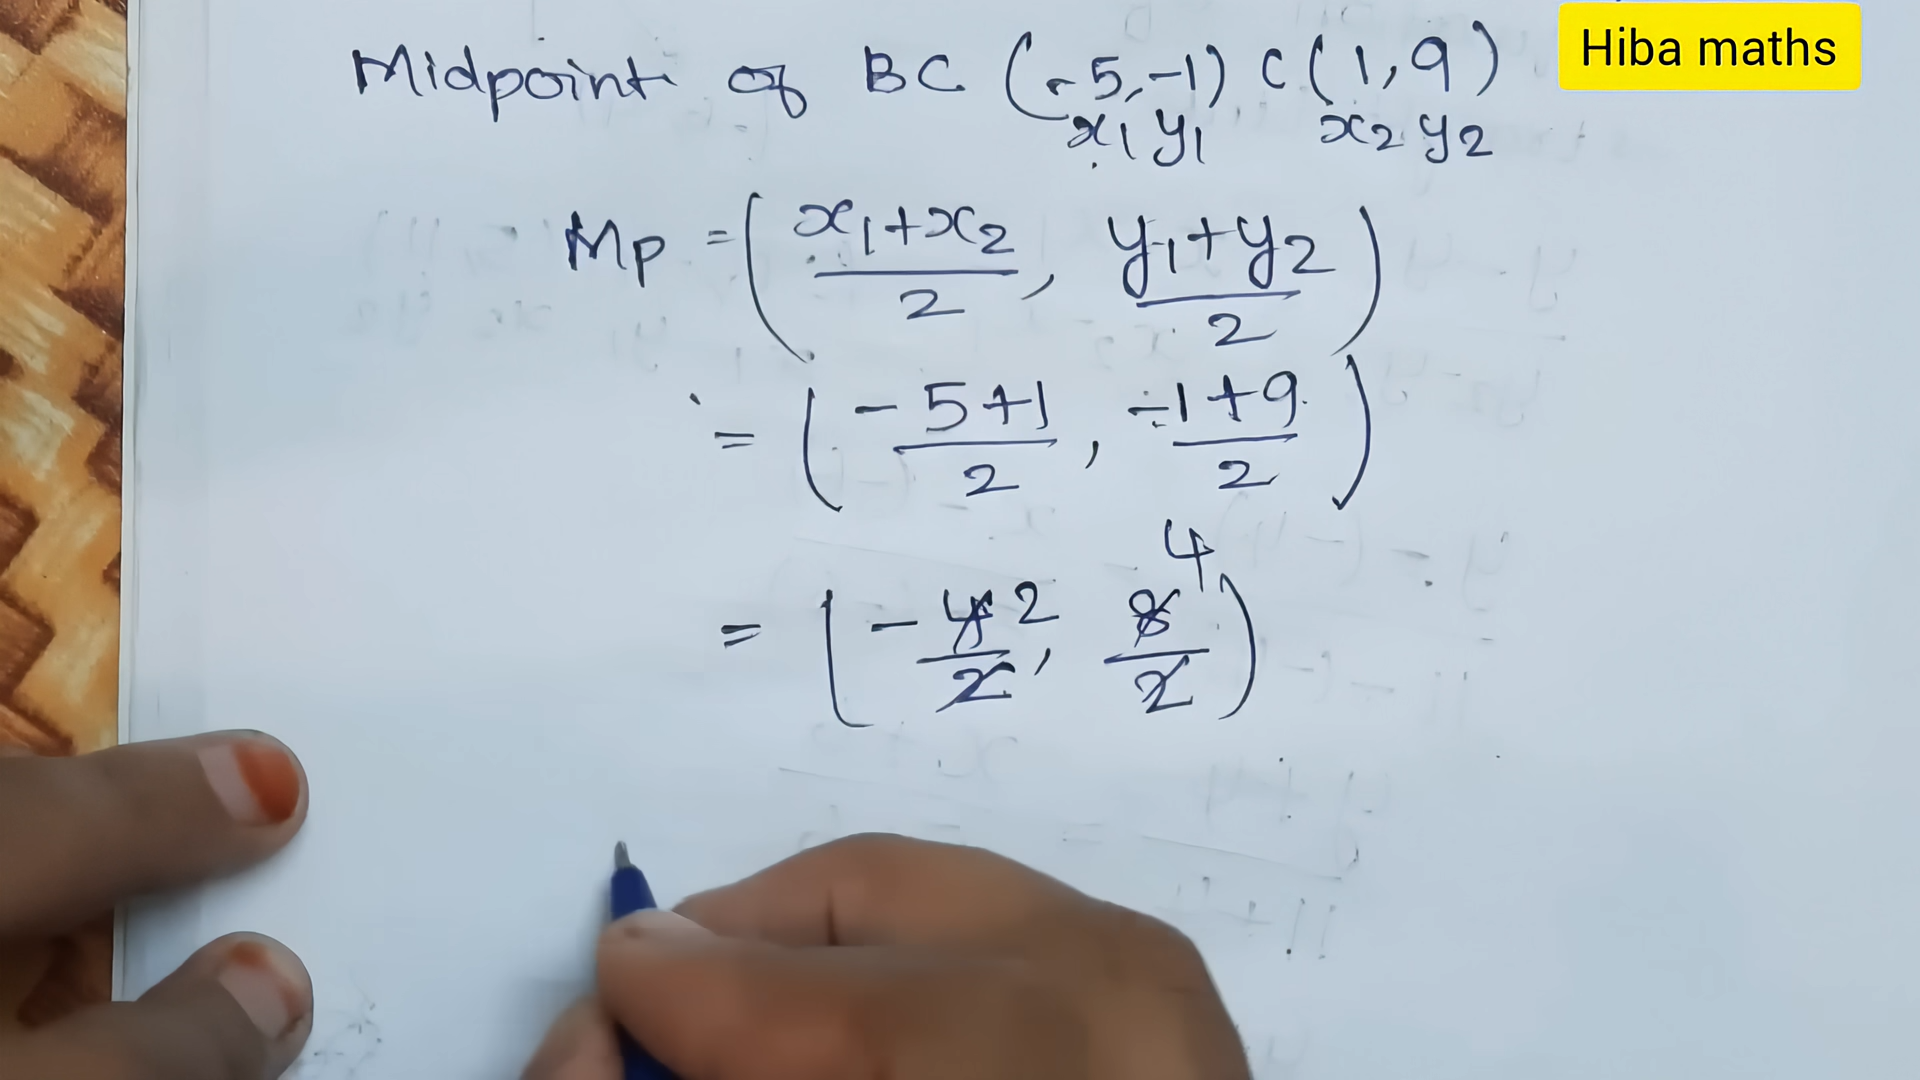 Hiba maths
Midpoint of BC (-5,-1) C(1,9)
x1 y1 x2 y2
Mp = (x1+x2/2, y1+y2/2)
= (-5+1/2, -1+9/2)
4
= (-4 2/2, 8/2)